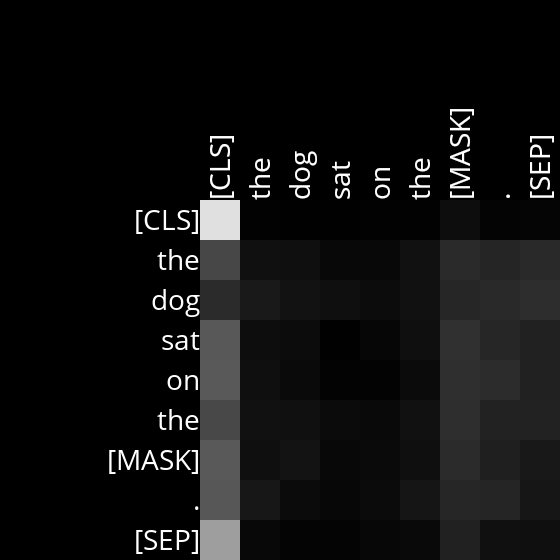 [CLS] the dog sat on the [MASK] . [SEP]
[CLS]
the
dog
sat
on
the
[MASK]
.
[SEP]